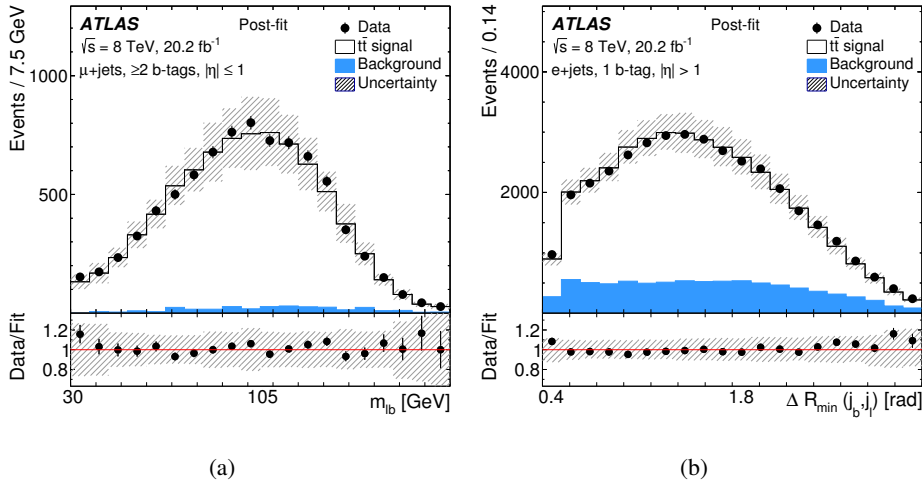 ATLAS Post-fit
√s = 8 TeV, 20.2 fb⁻¹
μ+jets, ≥2 b-tags, |η| ≤ 1
Data
tt̄ signal
Background
Uncertainty
Events / 7.5 GeV
1000
500
Data/Fit
1.2
1
0.8
30 105
m_lb [GeV]
(a)
ATLAS Post-fit
√s = 8 TeV, 20.2 fb⁻¹
e+jets, 1 b-tag, |η| > 1
Data
tt̄ signal
Background
Uncertainty
Events / 0.14
4000
2000
Data/Fit
1.2
1
0.8
0.4 1.8
Δ R_min (j_b,j_l) [rad]
(b)